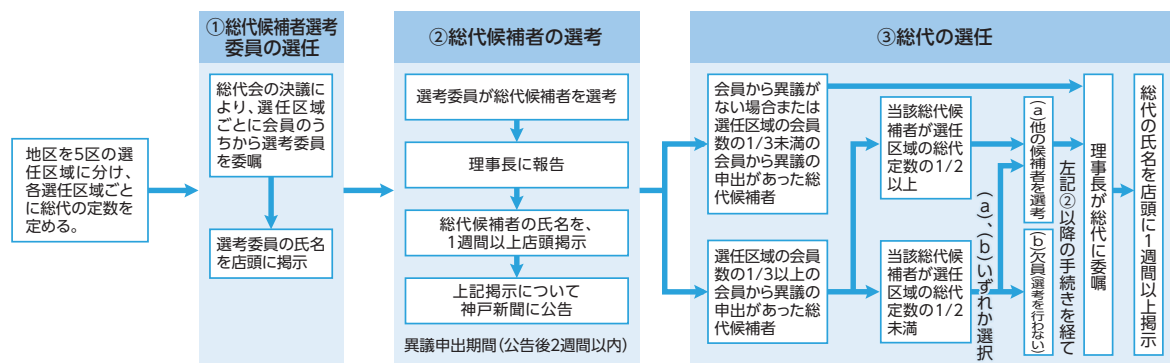 地区を5区の選
任区域に分け、
各選任区域ごと
に総代の定数を
定める。
①総代候補者選考
委員の選任
総代会の決議に
より、選任区域
ごとに会員のう
ちから選考委員
を委嘱
選考委員の氏名
を店頭に掲示
②総代候補者の選考
選考委員が総代候補者を選考
理事長に報告
総代候補者の氏名を、
1週間以上店頭掲示
上記掲示について
神戸新聞に公告
異議申出期間(公告後2週間以内)
③総代の選任
会員から異議が
ない場合または
選任区域の会員
数の1/3未満の
会員から異議の
申出があった総
代候補者
選任区域の会員
数の1/3以上の
会員から異議の
申出があった総
代候補者
当該総代候
補者が選任
区域の総代
定数の1/2
以上
当該総代候
補者が選任
区域の総代
定数の1/2
未満
(a)、(b)いずれか選択
(a)他の候補者を選考
(b)欠員(選考を行わない)
左記②以降の手続きを経て
理事長が総代に委嘱
総代の氏名を店頭に1週間以上掲示